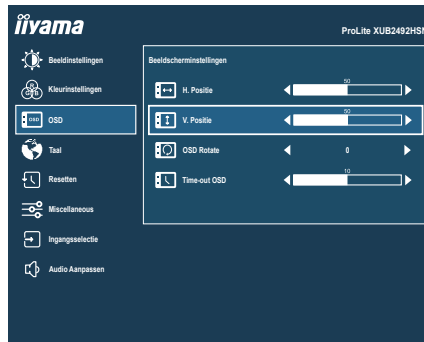 iiyama
ProLite XUB2492HSN
Beeldinstellingen
Kleurinstellingen
OSD
Taal
Resetten
Miscellaneous
Ingangsselectie
Audio Aanpassen
Beeldscherminstellingen
H. Positie 50
V. Positie 50
OSD Rotate 0
Time-out OSD 10